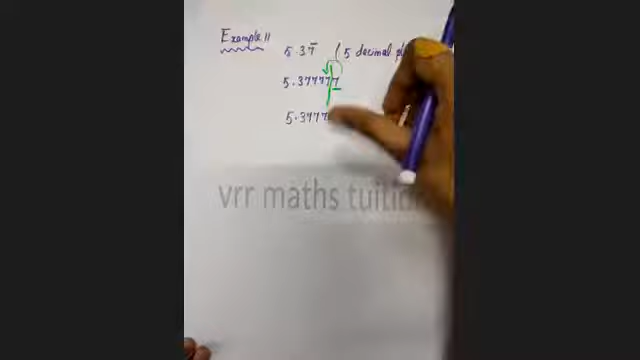 Example 11
5.37̅ (5 decimal
5.377777
5.3777
vrr maths tuition